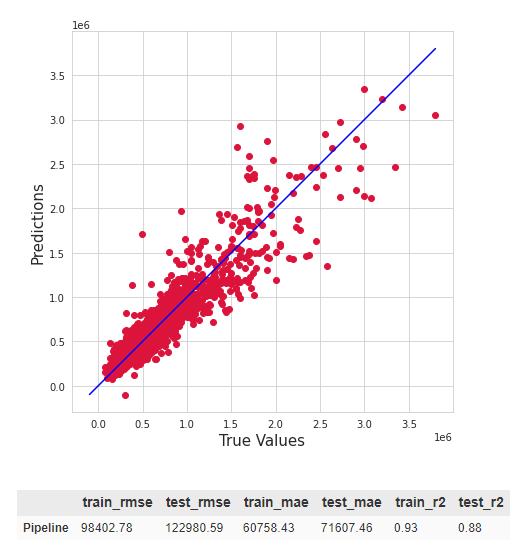 1e6
3.5
3.0
2.5
2.0
1.5
1.0
0.5
0.0
Predictions
0.0 0.5 1.0 1.5 2.0 2.5 3.0 3.5
1e6
True Values
train_rmse test_rmse train_mae test_mae train_r2 test_r2
Pipeline 98402.78 122980.59 60758.43 71607.46 0.93 0.88